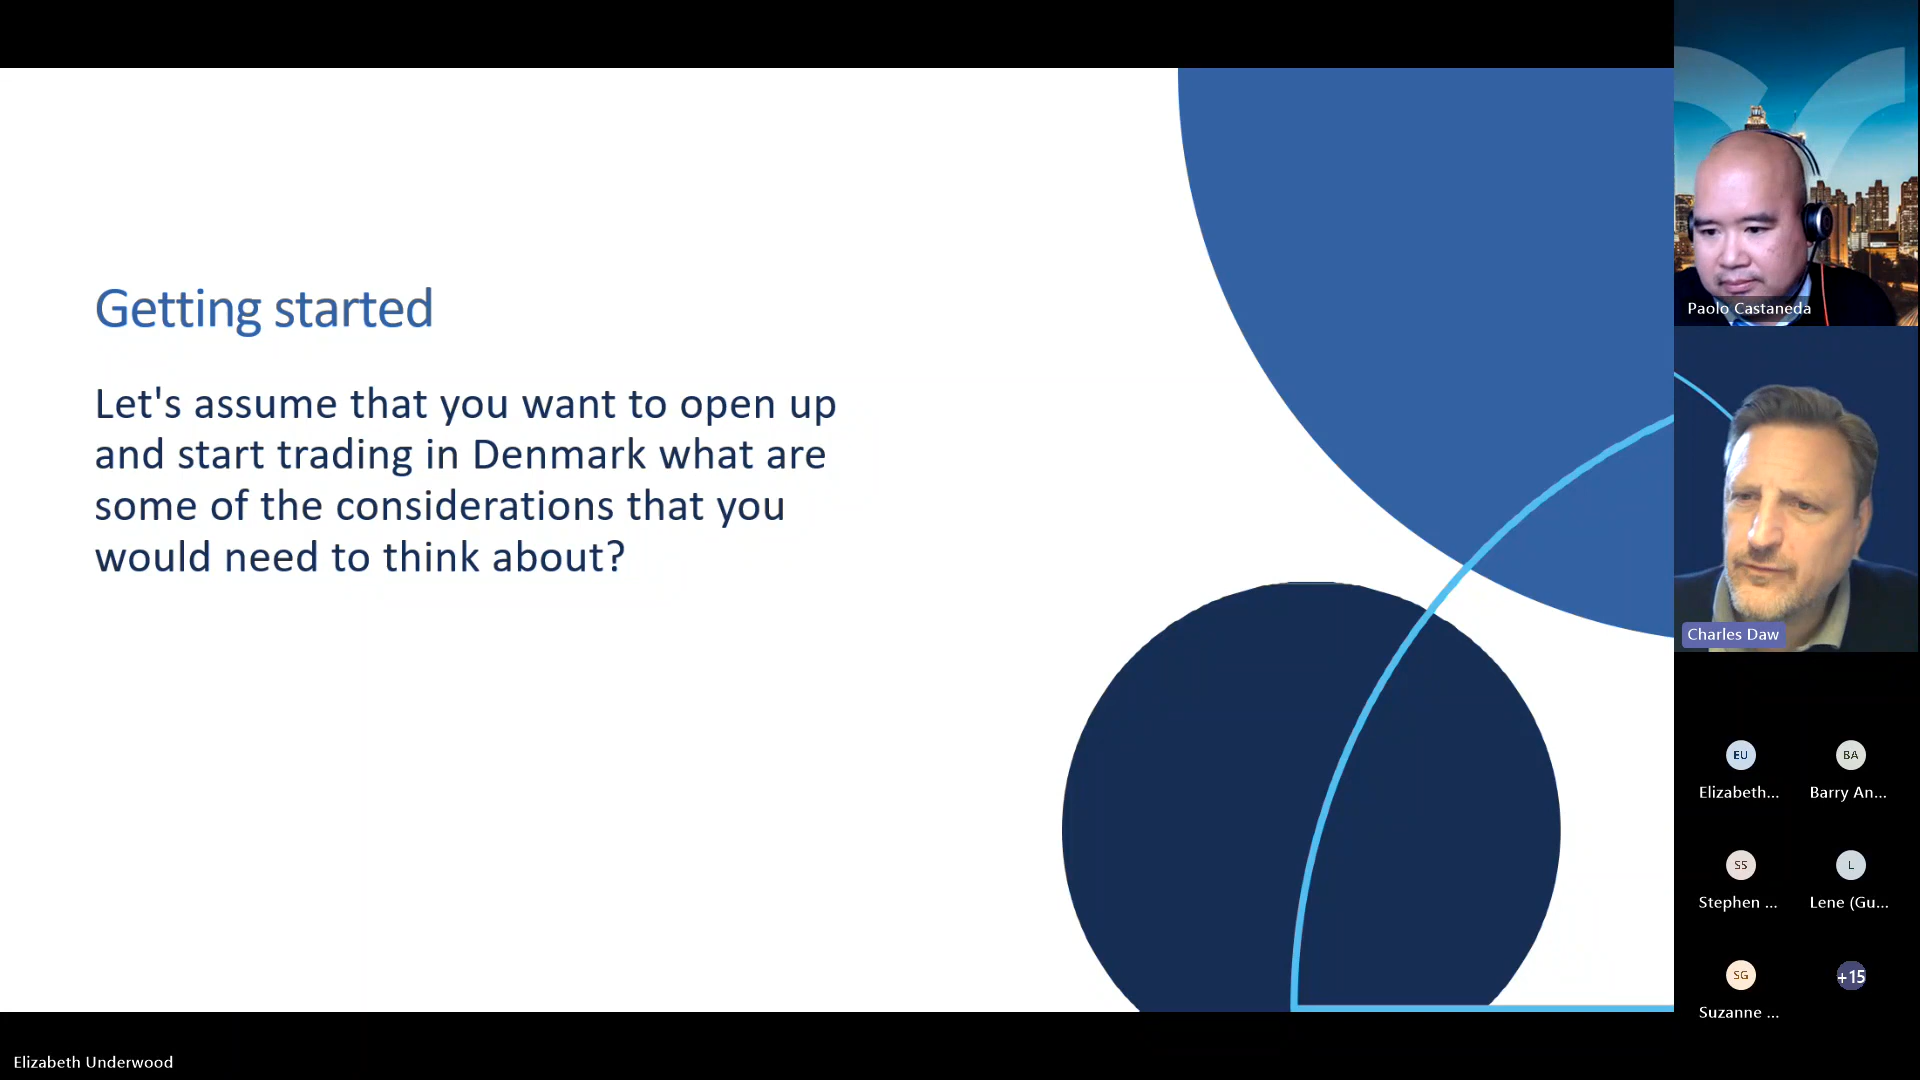 Getting started
Let's assume that you want to open up
and start trading in Denmark what are
some of the considerations that you
would need to think about?
Paolo Castaneda
Charles Daw
EU
BA
Elizabeth...
Barry An...
SS
L
Stephen ...
Lene (Gu...
SG
+15
Suzanne ...
Elizabeth Underwood